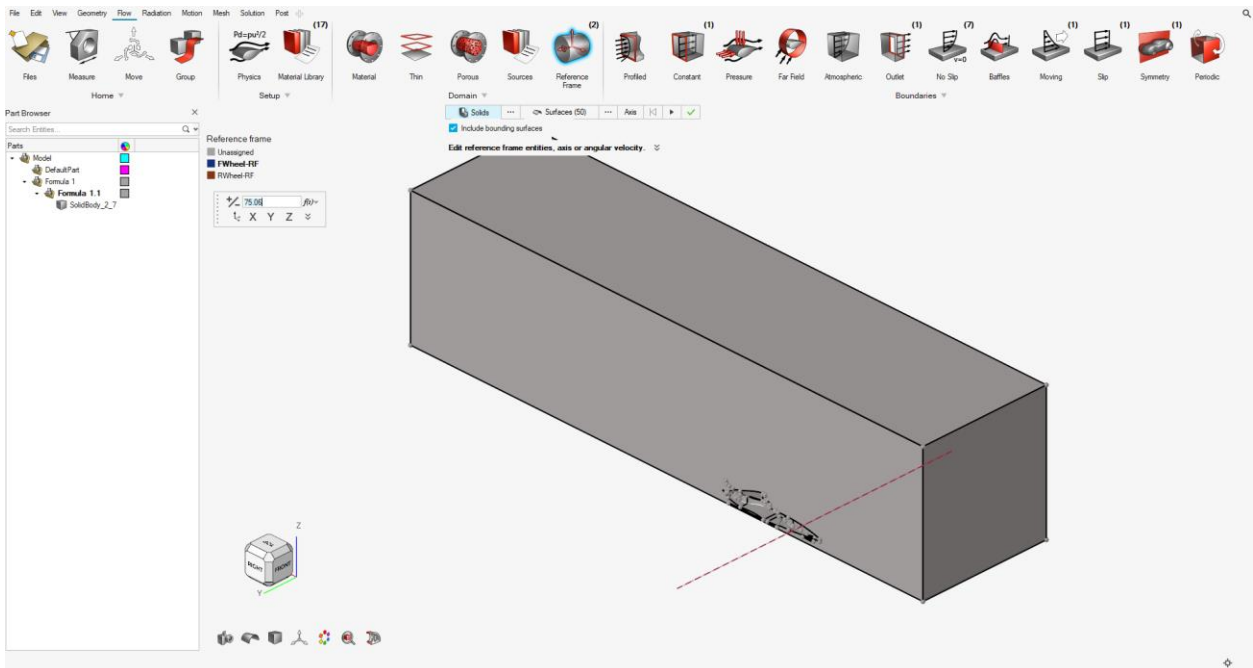 File Edit View Geometry Flow Radiation Motion Mesh Solution Post
Pd=ρu²/2 (17) (2) (1) (1) (7) (1) (1) (1)
v=0
Files Measure Move Group Physics Material Library Material Thin Porous Sources Reference Frame Profiled Constant Pressure Far Field Atmospheric Outlet No Slip Baffles Moving Slip Symmetry Periodic
Home Setup Domain Boundaries
Part Browser
Solids Surfaces (50) Axis
Search Entities...
Include bounding surfaces
Parts
Reference frame
Edit reference frame entities, axis or angular velocity.
Model
Unassigned
DefaultPart
FWheel-RF
Formula 1
RWheel-RF
Formula 1.1
SolidBody_2_7
75.06 f(t)
X Y Z
Z
RIGHT FRONT
Y